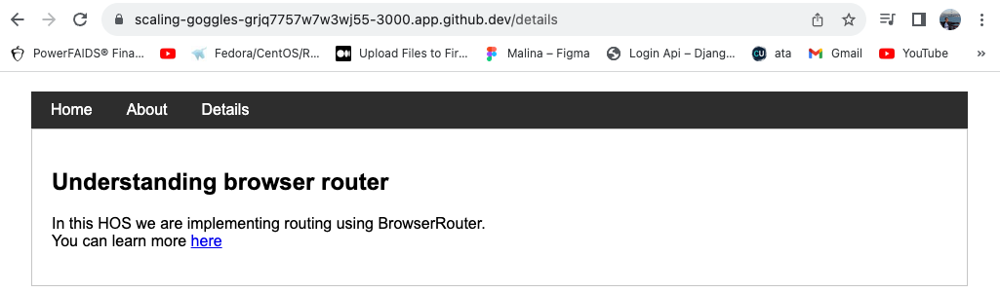 scaling-goggles-grjq7757w7w3wj55-3000.app.github.dev/details
PowerFAIDS® Fina... Fedora/CentOS/R... Upload Files to Fir... Malina – Figma Login Api – Djang... CU ata Gmail YouTube »
Home About Details
Understanding browser router
In this HOS we are implementing routing using BrowserRouter.
You can learn more here